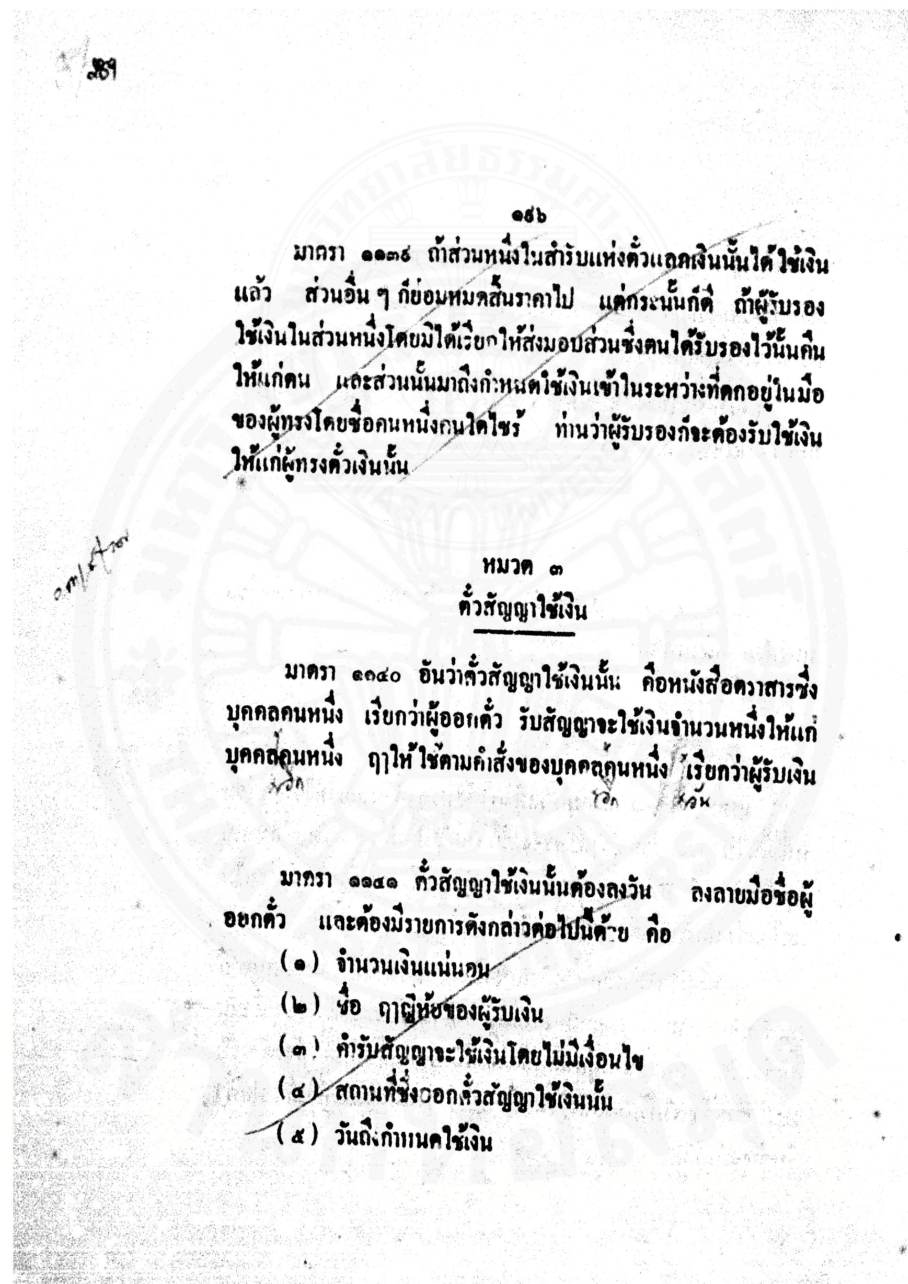 ๑๙๖
มาตรา ๑๑๓๙ ถ้าส่วนหนึ่งในสำรับแห่งตั๋วแลกเงินนั้นได้ใช้เงิน
แล้ว ส่วนอื่น ๆ ก็ย่อมหมดสิ้นราคาไป แต่กระนั้นก็ดี ถ้าผู้รับรอง
ใช้เงินในส่วนหนึ่งโดยมิได้เรียกให้ส่งมอบส่วนซึ่งตนได้รับรองไว้นั้นคืน
ให้แก่ตน และส่วนนั้นมาถึงกำหนดใช้เงินเข้าในระหว่างที่ตกอยู่ในมือ
ของผู้ทรงโดยชื่อคนหนึ่งคนใดไซร้ ท่านว่าผู้รับรองก็จะต้องรับใช้เงิน
ให้แก่ผู้ทรงตั๋วเงินนั้น
หมวด ๓
ตั๋วสัญญาใช้เงิน
มาตรา ๑๑๔๐ อันว่าตั๋วสัญญาใช้เงินนั้น คือหนังสือตราสารซึ่ง
บุคคลคนหนึ่ง เรียกว่าผู้ออกตั๋ว รับสัญญาจะใช้เงินจำนวนหนึ่งให้แก่
บุคคลคนหนึ่ง ฤาให้ใช้ตามคำสั่งของบุคคลคนหนึ่ง เรียกว่าผู้รับเงิน
มาตรา ๑๑๔๑ ตั๋วสัญญาใช้เงินนั้นต้องลงวัน ลงลายมือชื่อผู้
ออกตั๋ว และต้องมีรายการดังกล่าวต่อไปนี้ด้วย คือ
(๑) จำนวนเงินแน่นอน
(๒) ชื่อ ฤายี่ห้อของผู้รับเงิน
(๓) คำรับสัญญาจะใช้เงินโดยไม่มีเงื่อนไข
(๔) สถานที่ซึ่งออกตั๋วสัญญาใช้เงินนั้น
(๕) วันถึงกำหนดใช้เงิน